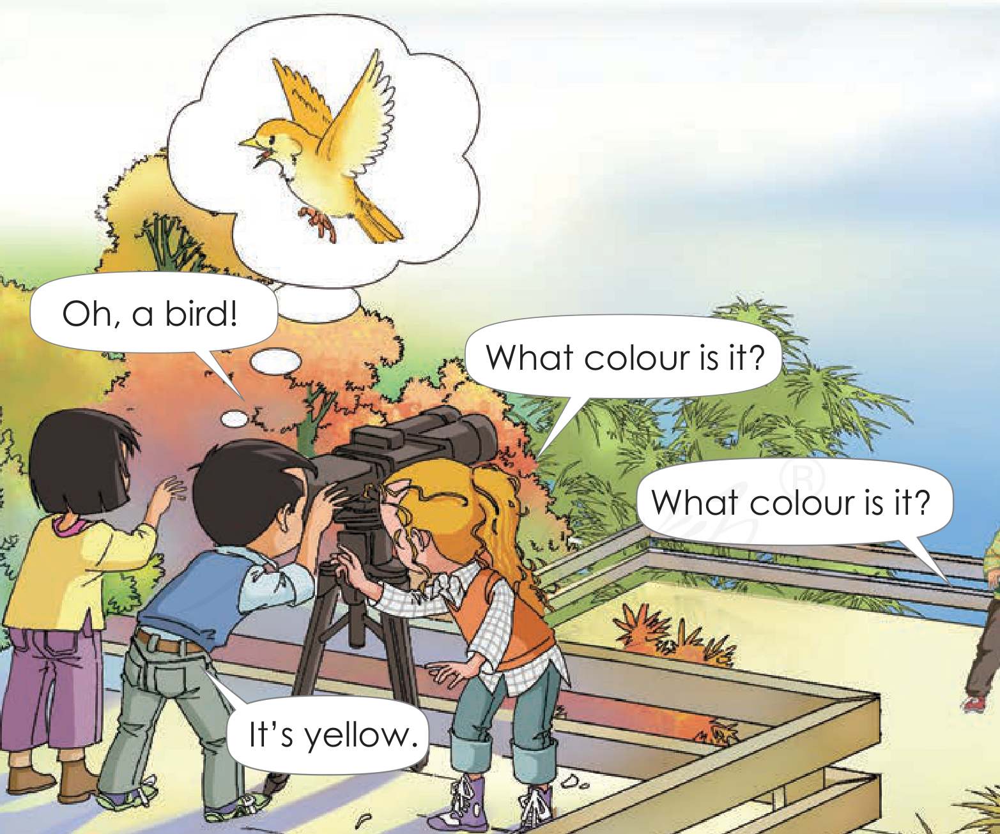 Oh, a bird!
What colour is it?
What colour is it?
It's yellow.